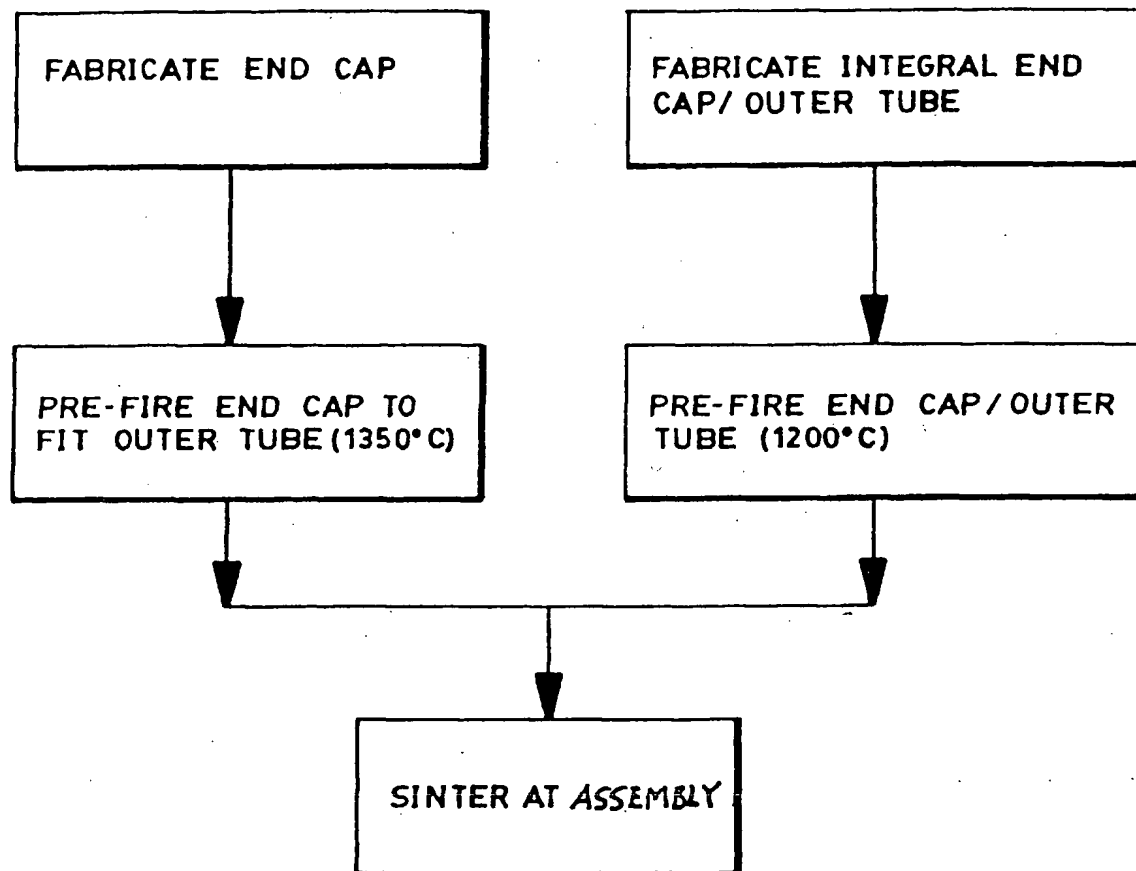 FABRICATE END CAP
FABRICATE INTEGRAL END
CAP/OUTER TUBE
PRE-FIRE END CAP TO
FIT OUTER TUBE (1350°C)
PRE-FIRE END CAP/OUTER
TUBE (1200°C)
SINTER AT ASSEMBLY